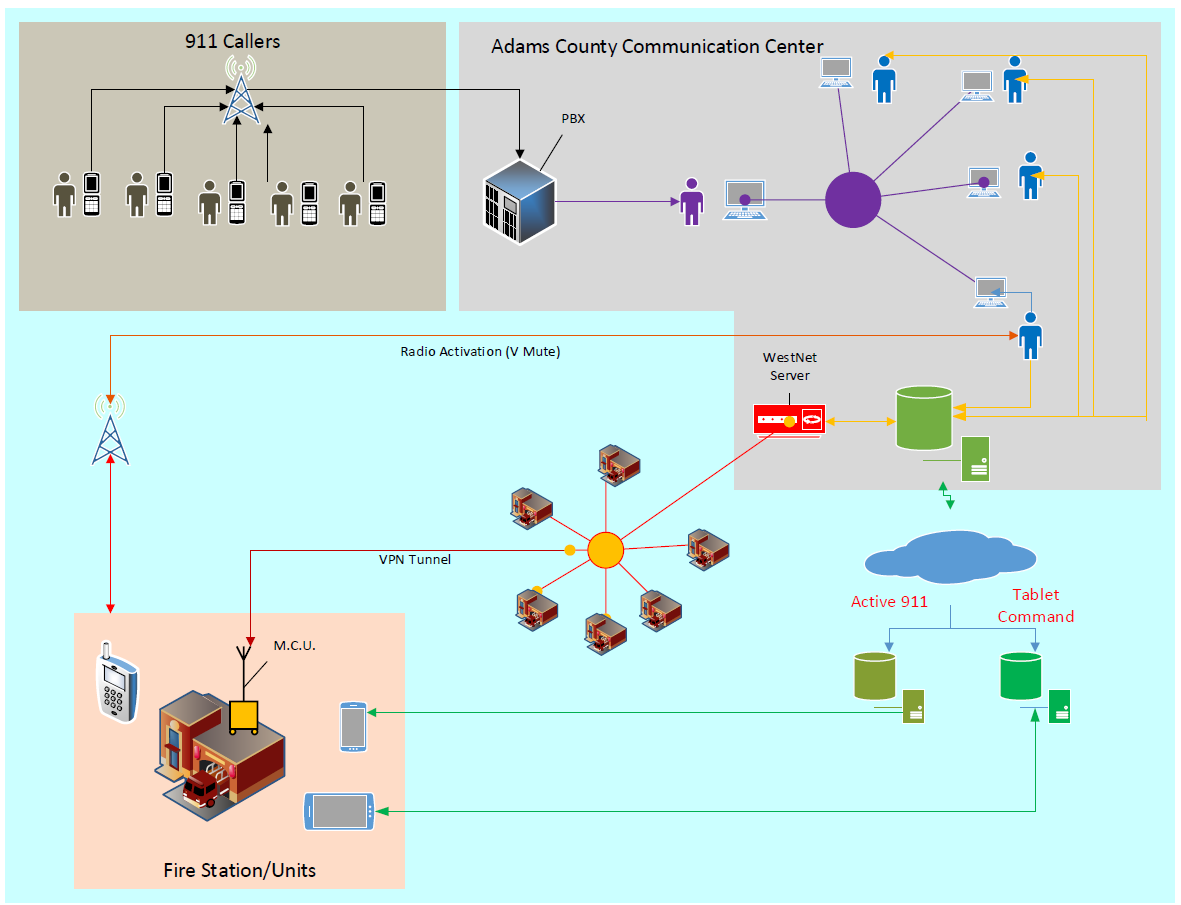 911 Callers
Adams County Communication Center
PBX
Radio Activation (V Mute)
WestNet
Server
VPN Tunnel
Active 911
Tablet
Command
M.C.U.
Fire Station/Units